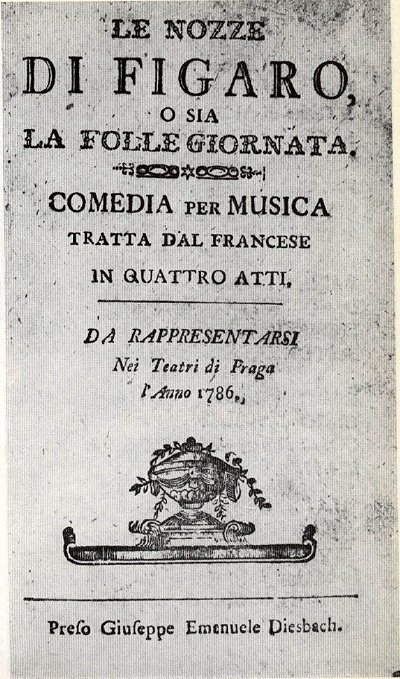 LE NOZZE
DI FIGARO,
O SIA
LA FOLLE GIORNATA.
COMEDIA PER MUSICA
TRATTA DAL FRANCESE
IN QUATTRO ATTI.
DA RAPPRESENTARSI
Nei Teatri di Praga
l'Anno 1786.
Preſo Giuſeppe Emanuele Diesbach.